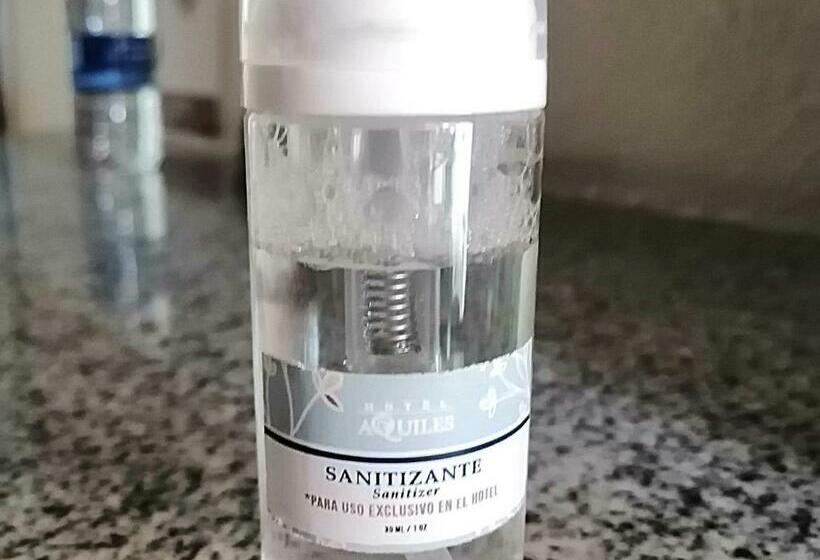 HOTEL
AQUILES
SANITIZANTE
Sanitizer
*PARA USO EXCLUSIVO EN EL HOTEL
30 ML / 1 OZ